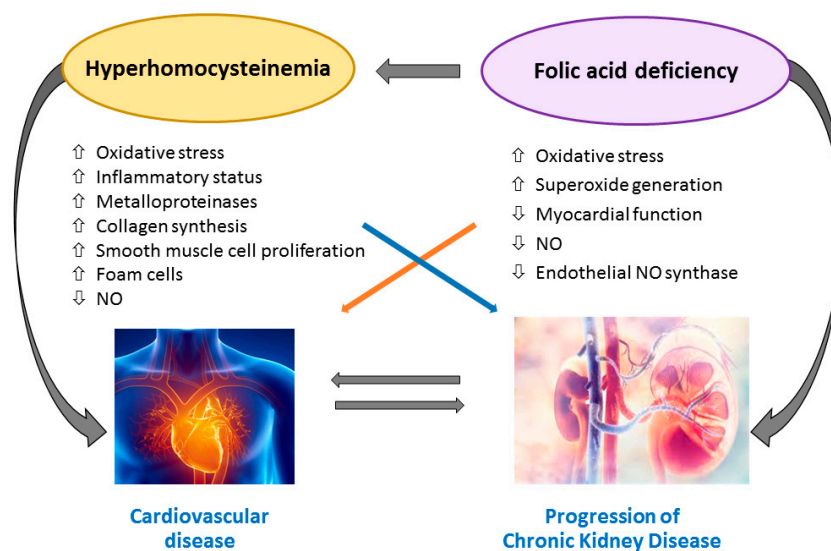 Hyperhomocysteinemia
Folic acid deficiency
⇧ Oxidative stress
⇧ Inflammatory status
⇧ Metalloproteinases
⇧ Collagen synthesis
⇧ Smooth muscle cell proliferation
⇧ Foam cells
⇩ NO
⇧ Oxidative stress
⇧ Superoxide generation
⇩ Myocardial function
⇩ NO
⇩ Endothelial NO synthase
Cardiovascular
disease
Progression of
Chronic Kidney Disease